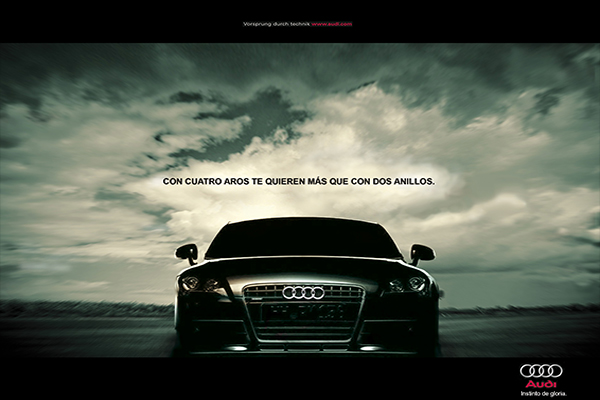 Vorsprung durch technik www.audi.com
CON CUATRO AROS TE QUIEREN MÁS QUE CON DOS ANILLOS.
Audi
Instinto de gloria.